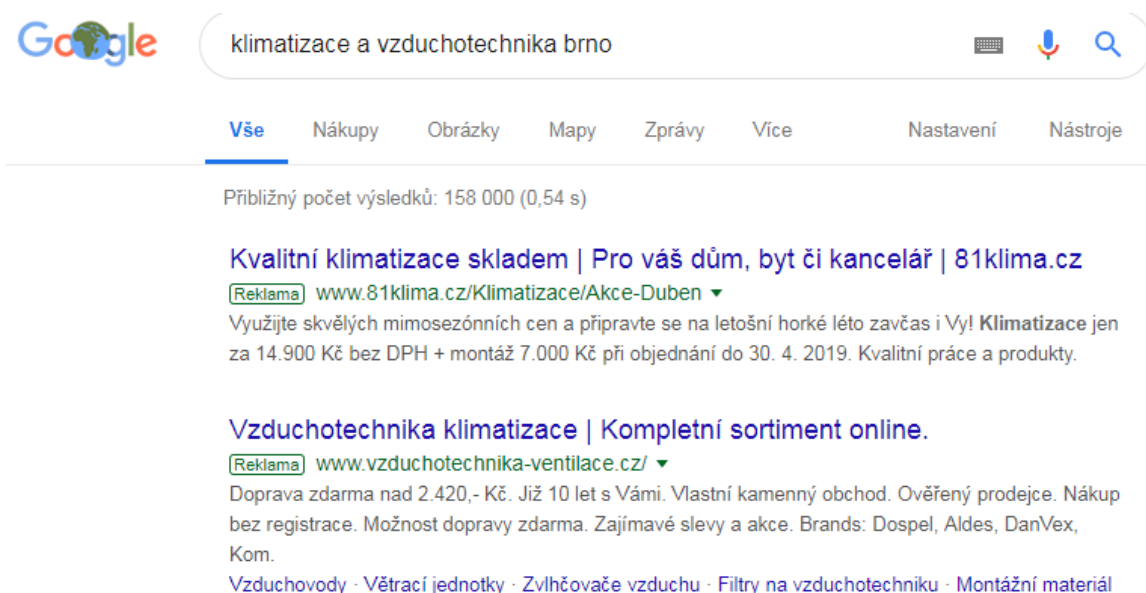 Google
klimatizace a vzduchotechnika brno
Vše Nákupy Obrázky Mapy Zprávy Více Nastavení Nástroje
Přibližný počet výsledků: 158 000 (0,54 s)
Kvalitní klimatizace skladem | Pro váš dům, byt či kancelář | 81klima.cz
Reklama www.81klima.cz/Klimatizace/Akce-Duben
Využijte skvělých mimosezónních cen a připravte se na letošní horké léto zavčas i Vy! Klimatizace jen
za 14.900 Kč bez DPH + montáž 7.000 Kč při objednání do 30. 4. 2019. Kvalitní práce a produkty.
Vzduchotechnika klimatizace | Kompletní sortiment online.
Reklama www.vzduchotechnika-ventilace.cz/
Doprava zdarma nad 2.420,- Kč. Již 10 let s Vámi. Vlastní kamenný obchod. Ověřený prodejce. Nákup
bez registrace. Možnost dopravy zdarma. Zajímavé slevy a akce. Brands: Dospel, Aldes, DanVex,
Kom.
Vzduchovody · Větrací jednotky · Zvlhčovače vzduchu · Filtry na vzduchotechniku · Montážní materiál